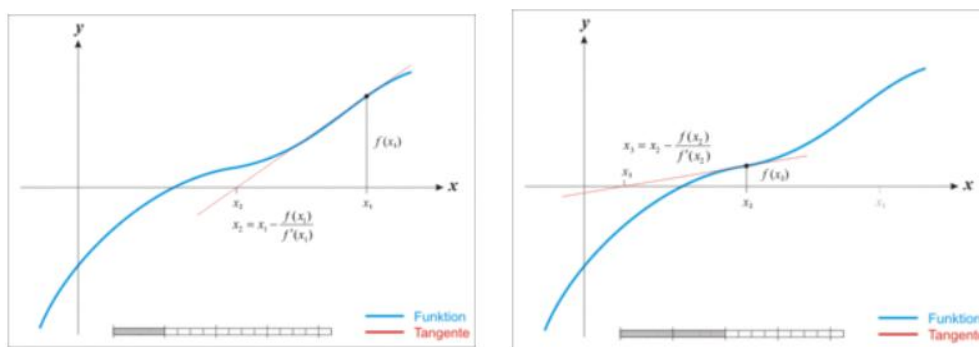 y
f(x₁)
x
x₂
x₁
x₂ = x₁ − f(x₁)/f'(x₁)
Funktion
Tangente
y
x₃ = x₂ − f(x₂)/f'(x₂)
x₃
f(x₂)
x
x₂
x₁
Funktion
Tangente